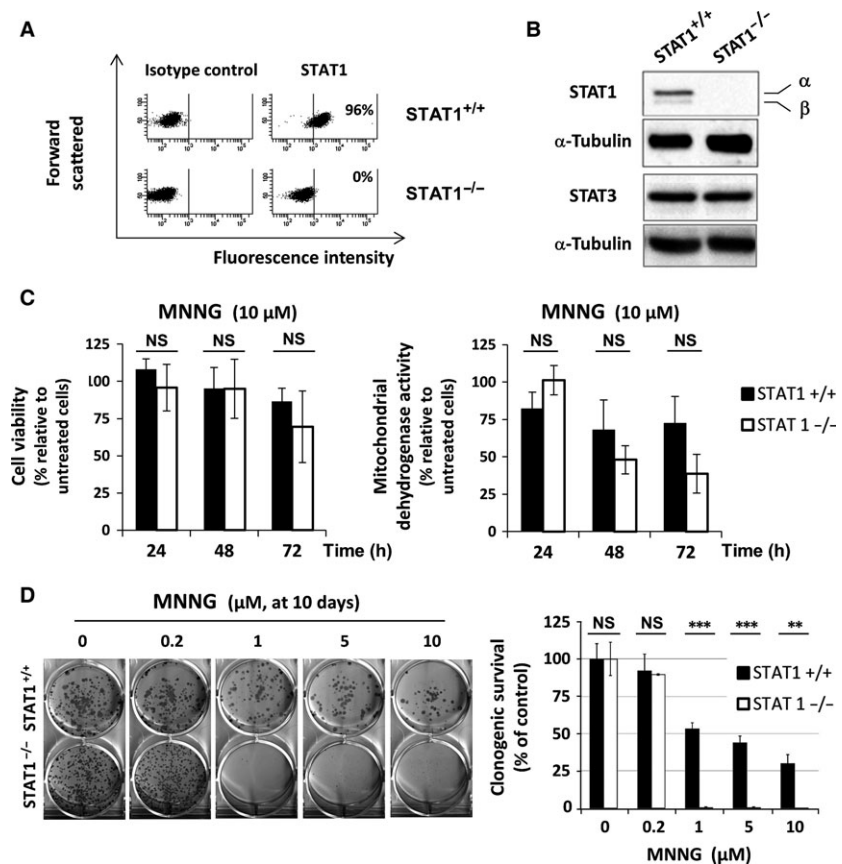 A
Isotype control STAT1
96% STAT1+/+
0% STAT1−/−
Forward
scattered
Fluorescence intensity
B
STAT1+/+ STAT1−/−
STAT1 α
β
α-Tubulin
STAT3
α-Tubulin
C
MNNG (10 µM)
NS NS NS
Cell viability
(% relative to
untreated cells)
125
100
75
50
25
0
24 48 72 Time (h)
MNNG (10 µM)
NS NS NS
Mitochondrial
dehydrogenase activity
(% relative to
untreated cells)
125
100
75
50
25
0
24 48 72 Time (h)
STAT1 +/+
STAT 1 −/−
D
MNNG (µM, at 10 days)
0 0.2 1 5 10
STAT1 +/+
STAT1 −/−
Clonogenic survival
(% of control)
125
100
75
50
25
0
NS NS *** *** **
STAT1 +/+
STAT 1 −/−
0 0.2 1 5 10
MNNG (µM)